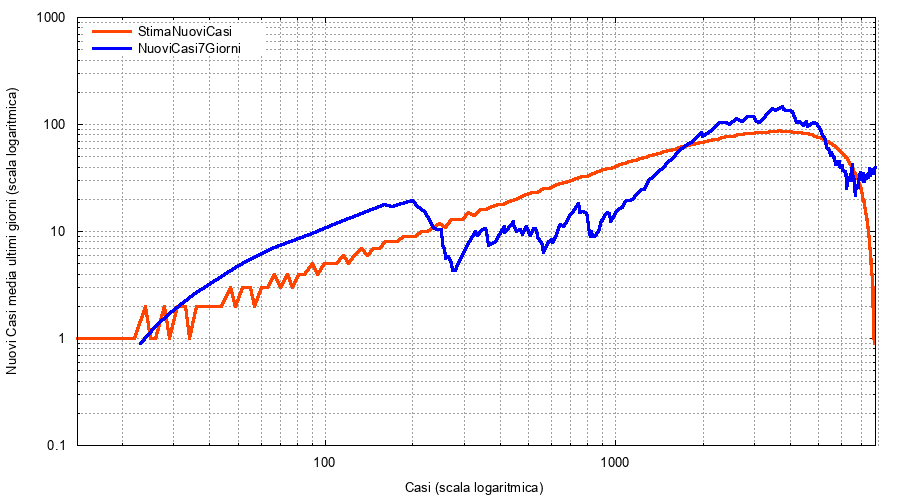 1000
StimaNuoviCasi
NuoviCasi7Giorni
100
10
1
0.1
Nuovi Casi media ultimi giorni (scala logaritmica)
100
1000
Casi (scala logaritmica)